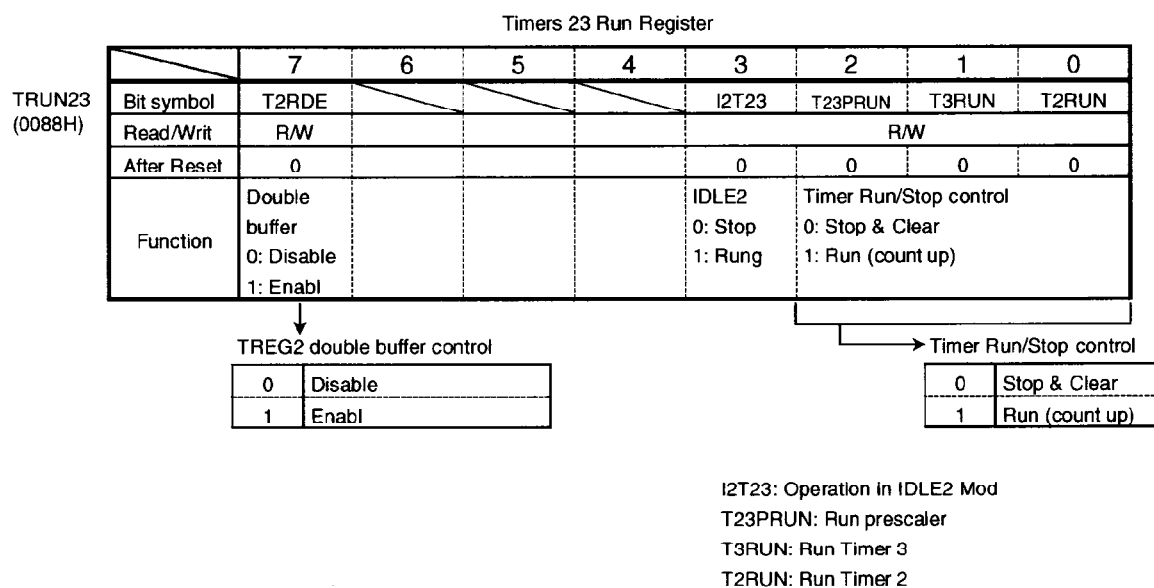 Timers 23 Run Register
7 6 5 4 3 2 1 0
TRUN23
(0088H)
Bit symbol T2RDE I2T23 T23PRUN T3RUN T2RUN
Read/Writ R/W R/W
After Reset 0 0 0 0 0
Function
Double
buffer
0: Disable
1: Enabl
IDLE2
0: Stop
1: Rung
Timer Run/Stop control
0: Stop & Clear
1: Run (count up)
TREG2 double buffer control
0 Disable
1 Enabl
Timer Run/Stop control
0 Stop & Clear
1 Run (count up)
I2T23: Operation in IDLE2 Mod
T23PRUN: Run prescaler
T3RUN: Run Timer 3
T2RUN: Run Timer 2